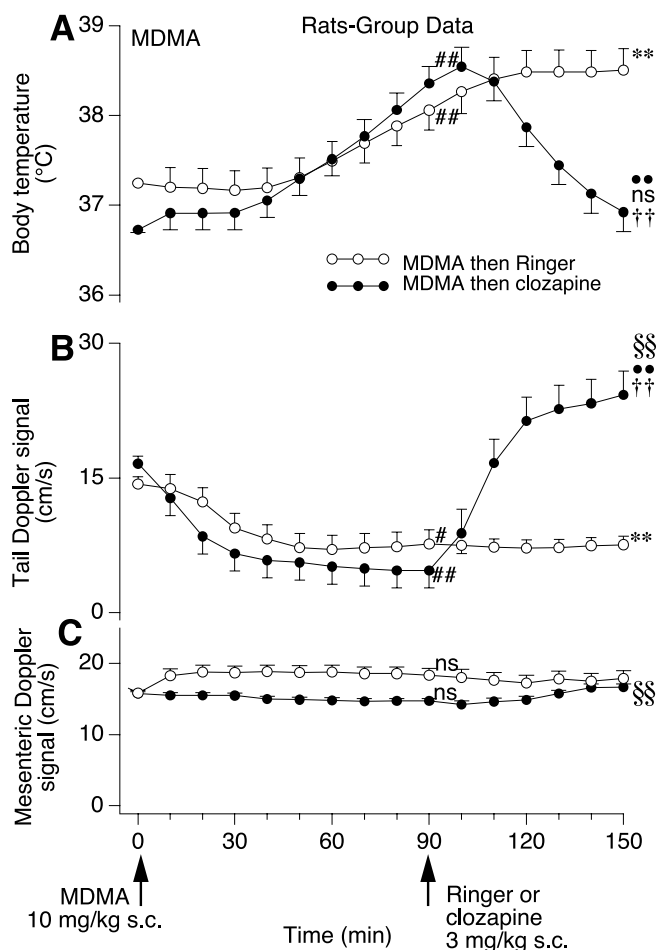 A
MDMA
Rats-Group Data
39
38
37
36
Body temperature
(°C)
##
##
**
••
ns
††
MDMA then Ringer
MDMA then clozapine
B
30
15
0
Tail Doppler signal
(cm/s)
#
##
§§
••
††
**
C
20
10
0
Mesenteric Doppler
signal (cm/s)
ns
ns
§§
0
30
60
90
120
150
MDMA
10 mg/kg s.c.
Time (min)
Ringer or
clozapine
3 mg/kg s.c.